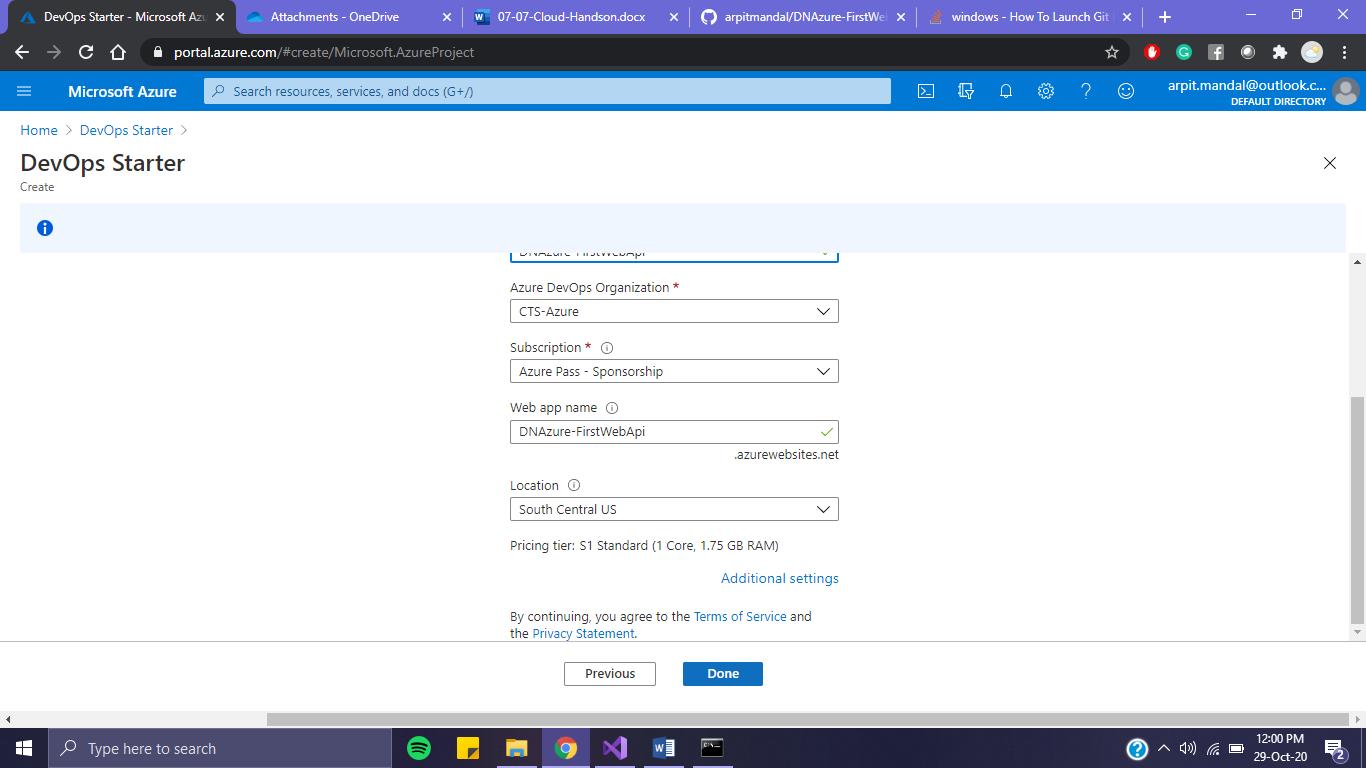 DevOps Starter - Microsoft Azu
Attachments - OneDrive
07-07-Cloud-Handson.docx
arpitmandal/DNAzure-FirstWe
windows - How To Launch Git
portal.azure.com/#create/Microsoft.AzureProject
Microsoft Azure
Search resources, services, and docs (G+/)
arpit.mandal@outlook.c...
DEFAULT DIRECTORY
Home > DevOps Starter >
DevOps Starter
Create
DNAzure-FirstWebApi
Azure DevOps Organization *
CTS-Azure
Subscription *
Azure Pass - Sponsorship
Web app name
DNAzure-FirstWebApi
.azurewebsites.net
Location
South Central US
Pricing tier: S1 Standard (1 Core, 1.75 GB RAM)
Additional settings
By continuing, you agree to the Terms of Service and
the Privacy Statement.
Previous
Done
Type here to search
12:00 PM
29-Oct-20
2